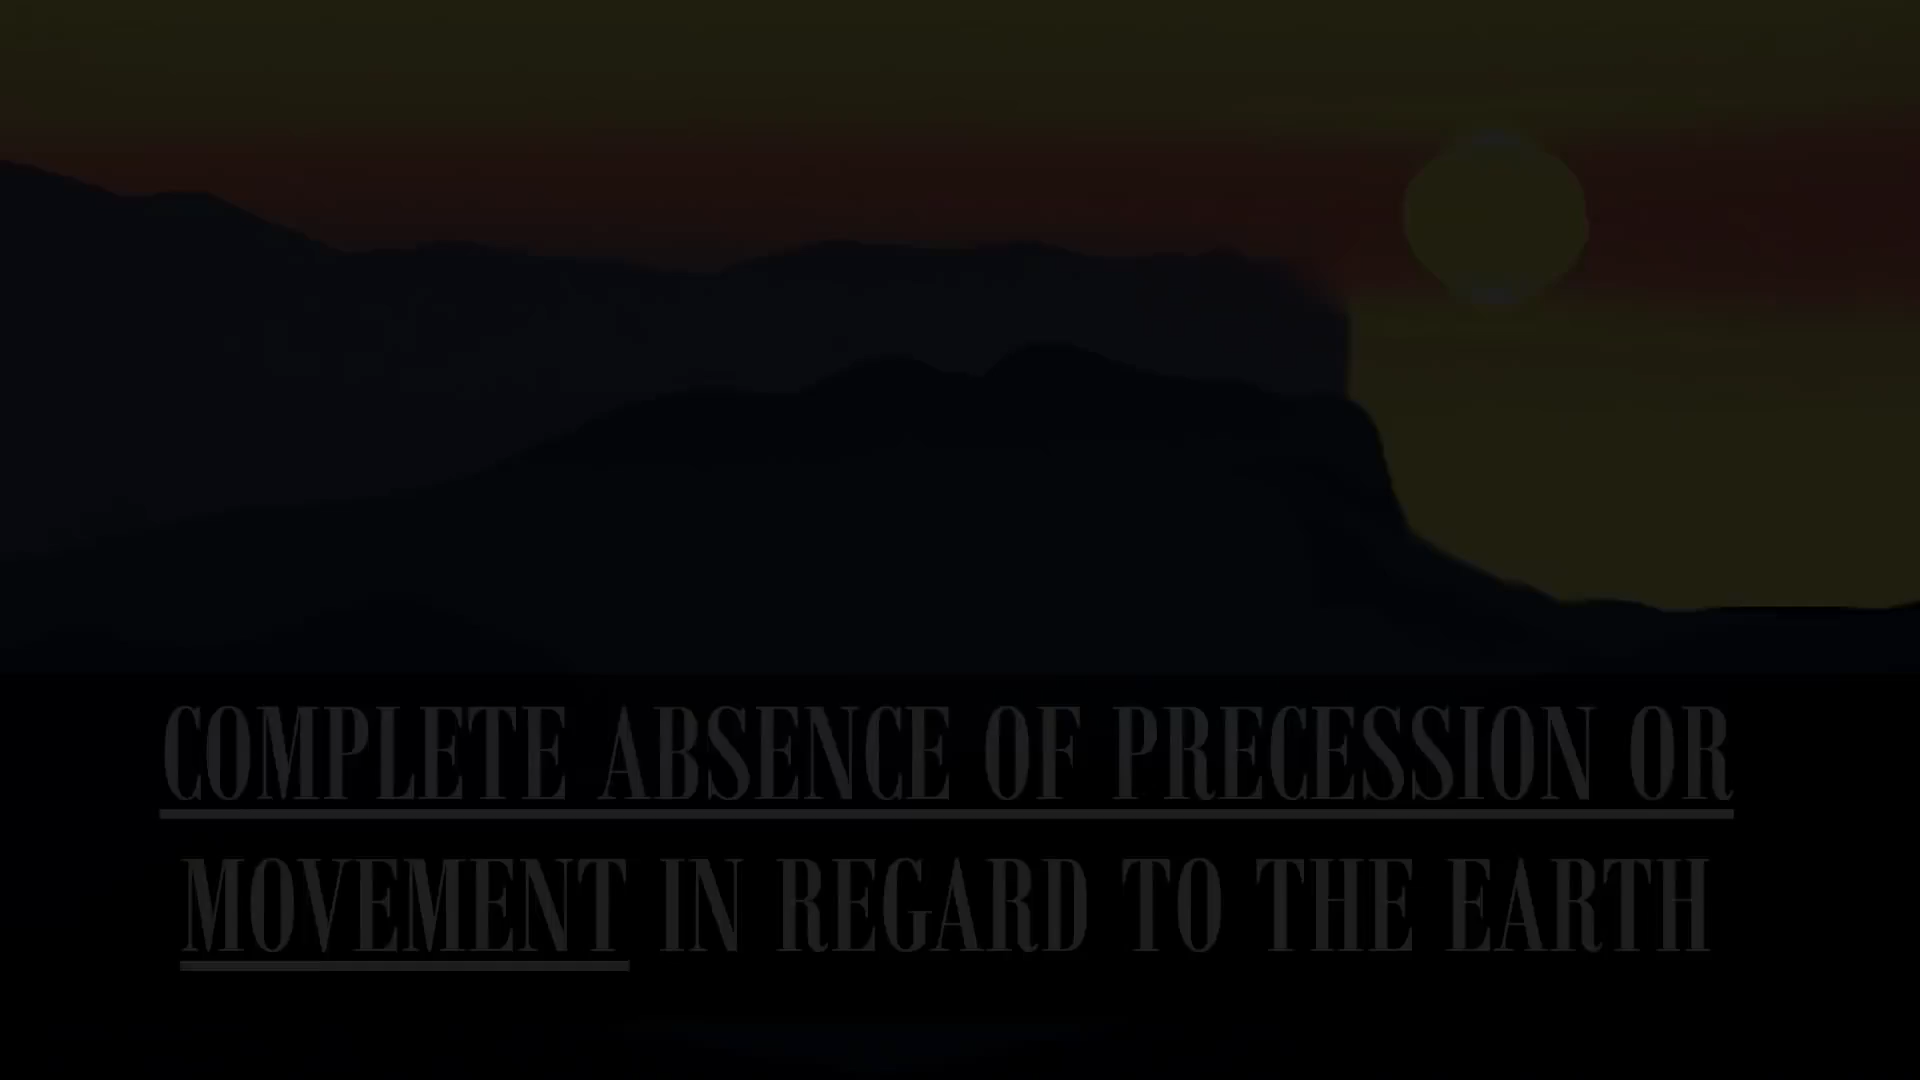 COMPLETE ABSENCE OF PRECESSION OR
MOVEMENT IN REGARD TO THE EARTH